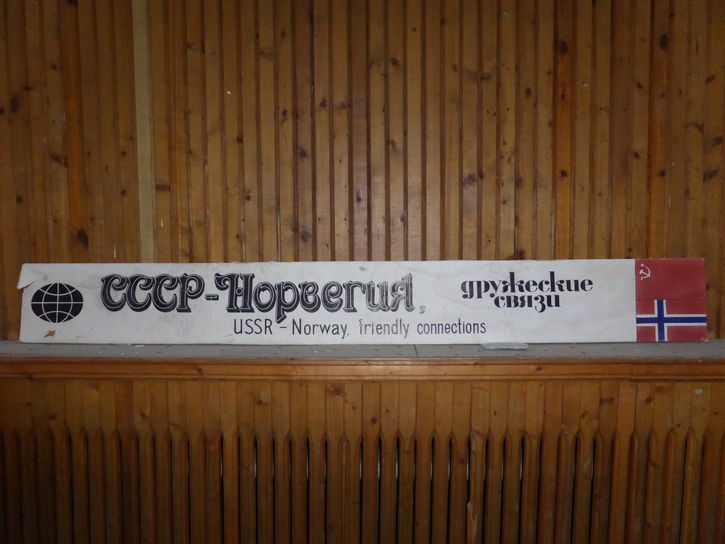 СССР-Норвегия,
дружеские
связи
USSR – Norway, friendly connections